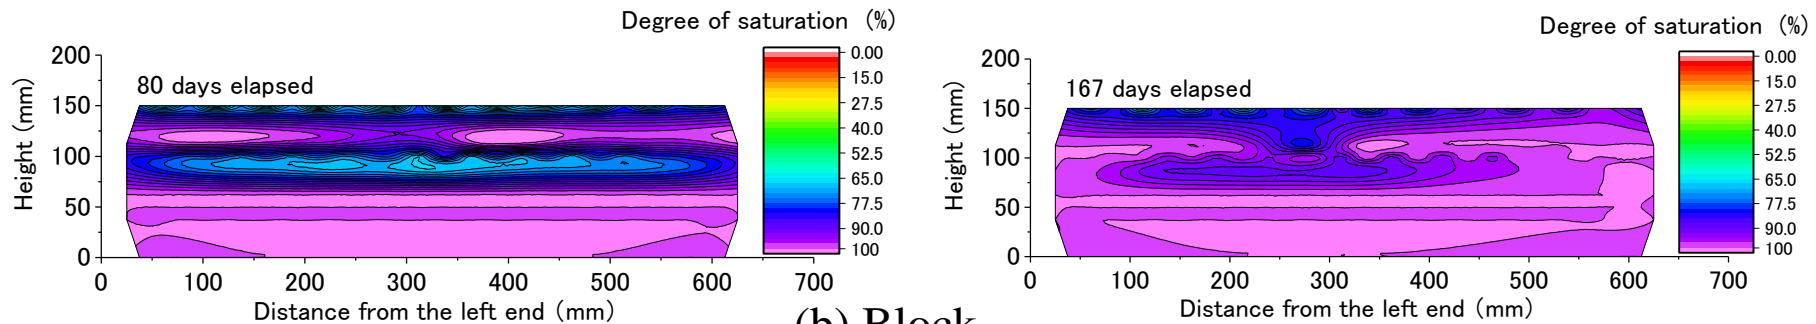 Degree of saturation (%)
200
150
100
50
0
Height (mm)
80 days elapsed
0.00
15.0
27.5
40.0
52.5
65.0
77.5
90.0
100
0 100 200 300 400 500 600 700
Distance from the left end (mm)
Degree of saturation (%)
200
150
100
50
0
Height (mm)
167 days elapsed
0.00
15.0
27.5
40.0
52.5
65.0
77.5
90.0
100
0 100 200 300 400 500 600 700
Distance from the left end (mm)
(b) Block